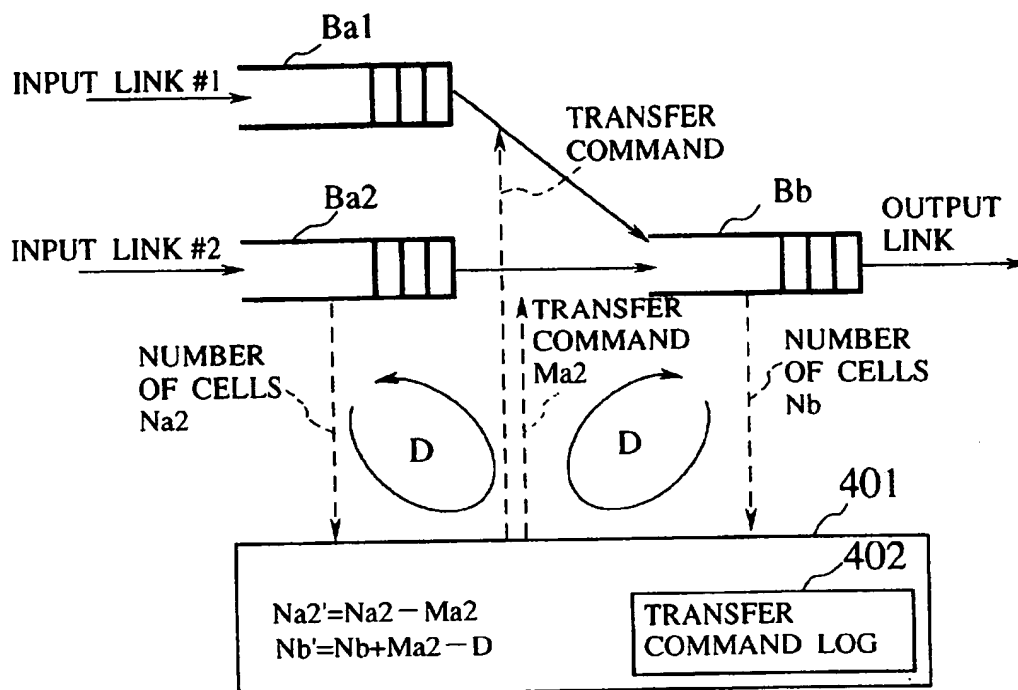 Ba1
INPUT LINK #1
TRANSFER
COMMAND
Ba2
Bb
OUTPUT
LINK
INPUT LINK #2
TRANSFER
COMMAND
Ma2
NUMBER
OF CELLS
Na2
NUMBER
OF CELLS
Nb
D
D
401
402
Na2'=Na2－Ma2
Nb'=Nb+Ma2－D
TRANSFER
COMMAND LOG